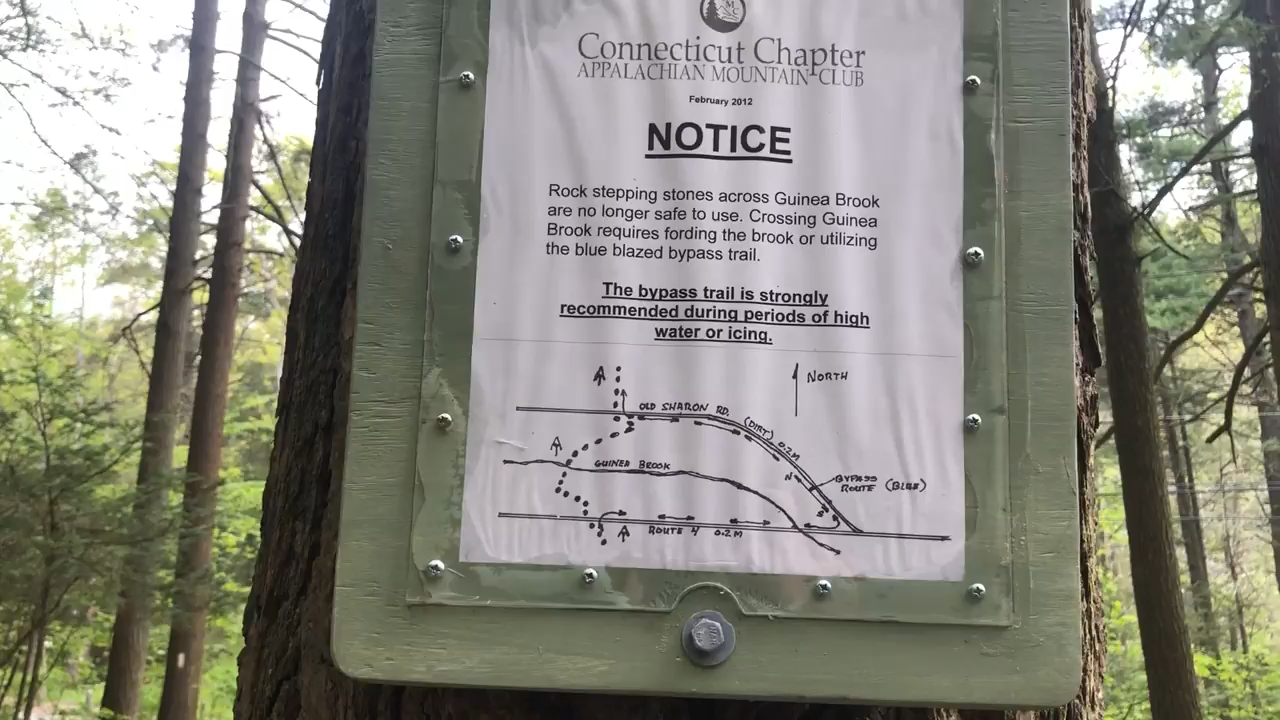 Connecticut Chapter
APPALACHIAN MOUNTAIN CLUB
February 2012
NOTICE
Rock stepping stones across Guinea Brook
are no longer safe to use. Crossing Guinea
Brook requires fording the brook or utilizing
the blue blazed bypass trail.
The bypass trail is strongly
recommended during periods of high
water or icing.
NORTH
OLD SHARON RD. (DIRT) 0.2M
GUINEA BROOK
N
BYPASS
ROUTE (BLUE)
S
ROUTE 4 0.2M